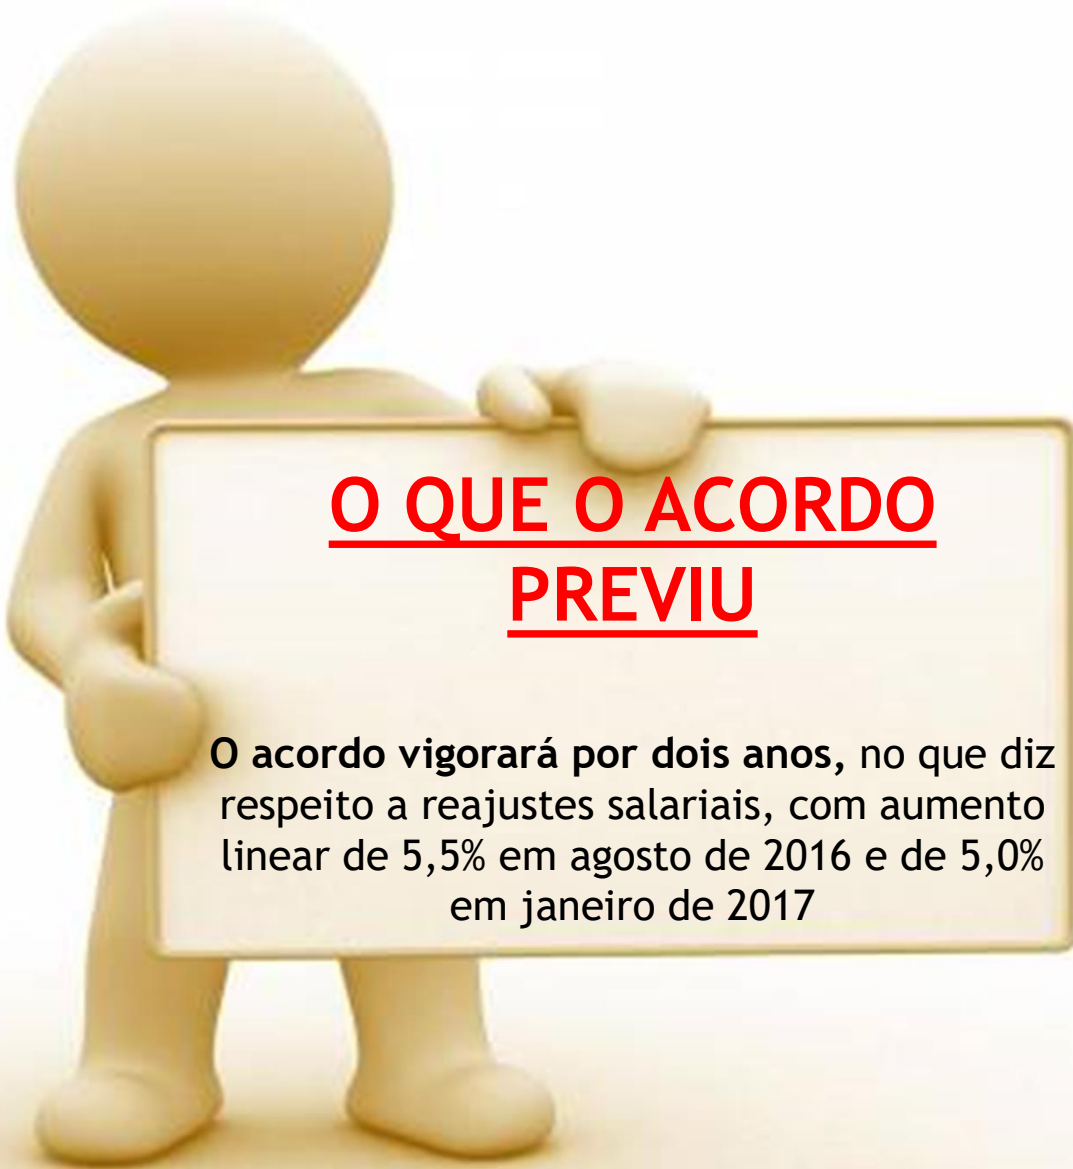 O QUE O ACORDO
PREVIU
O acordo vigorará por dois anos, no que diz
respeito a reajustes salariais, com aumento
linear de 5,5% em agosto de 2016 e de 5,0%
em janeiro de 2017